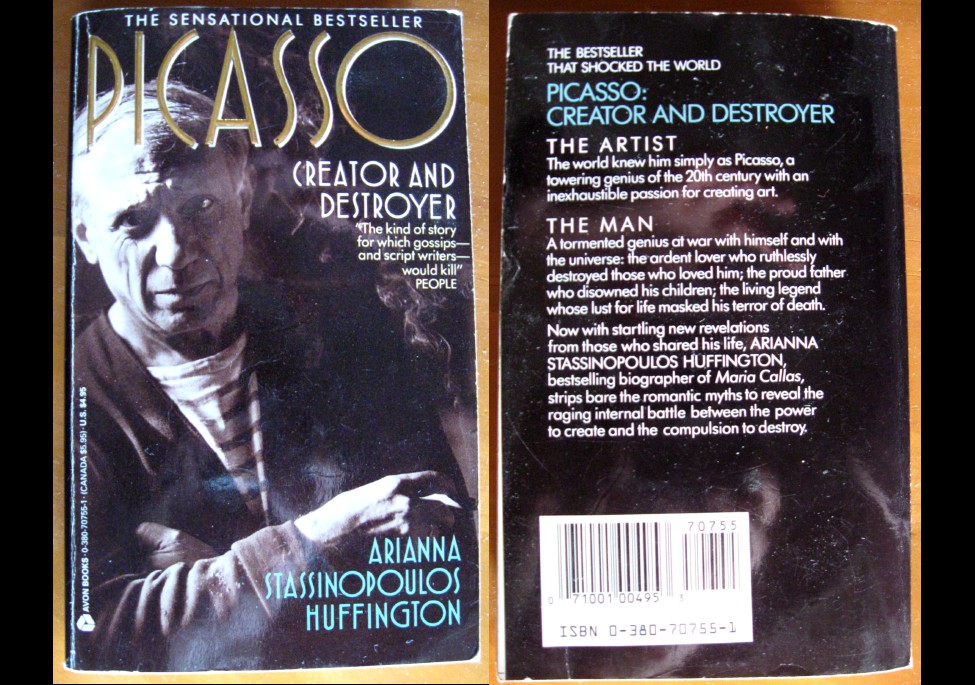 THE SENSATIONAL BESTSELLER
PICASSO
CREATOR AND
DESTROYER
"The kind of story
for which gossips—
and script writers—
would kill"
PEOPLE
ARIANNA
STASSINOPOULOS
HUFFINGTON
AVON BOOKS · 0-380-70755-1 · (CANADA $5.95) · U.S. $4.95
THE BESTSELLER
THAT SHOCKED THE WORLD
PICASSO:
CREATOR AND DESTROYER
THE ARTIST
The world knew him simply as Picasso, a
towering genius of the 20th century with an
inexhaustible passion for creating art.
THE MAN
A tormented genius at war with himself and with
the universe: the ardent lover who ruthlessly
destroyed those who loved him; the proud father
who disowned his children; the living legend
whose lust for life masked his terror of death.
Now with startling new revelations
from those who shared his life, ARIANNA
STASSINOPOULOS HUFFINGTON,
bestselling biographer of Maria Callas,
strips bare the romantic myths to reveal the
raging internal battle between the power
to create and the compulsion to destroy.
70755
0 71001 00495 3
ISBN 0-380-70755-1